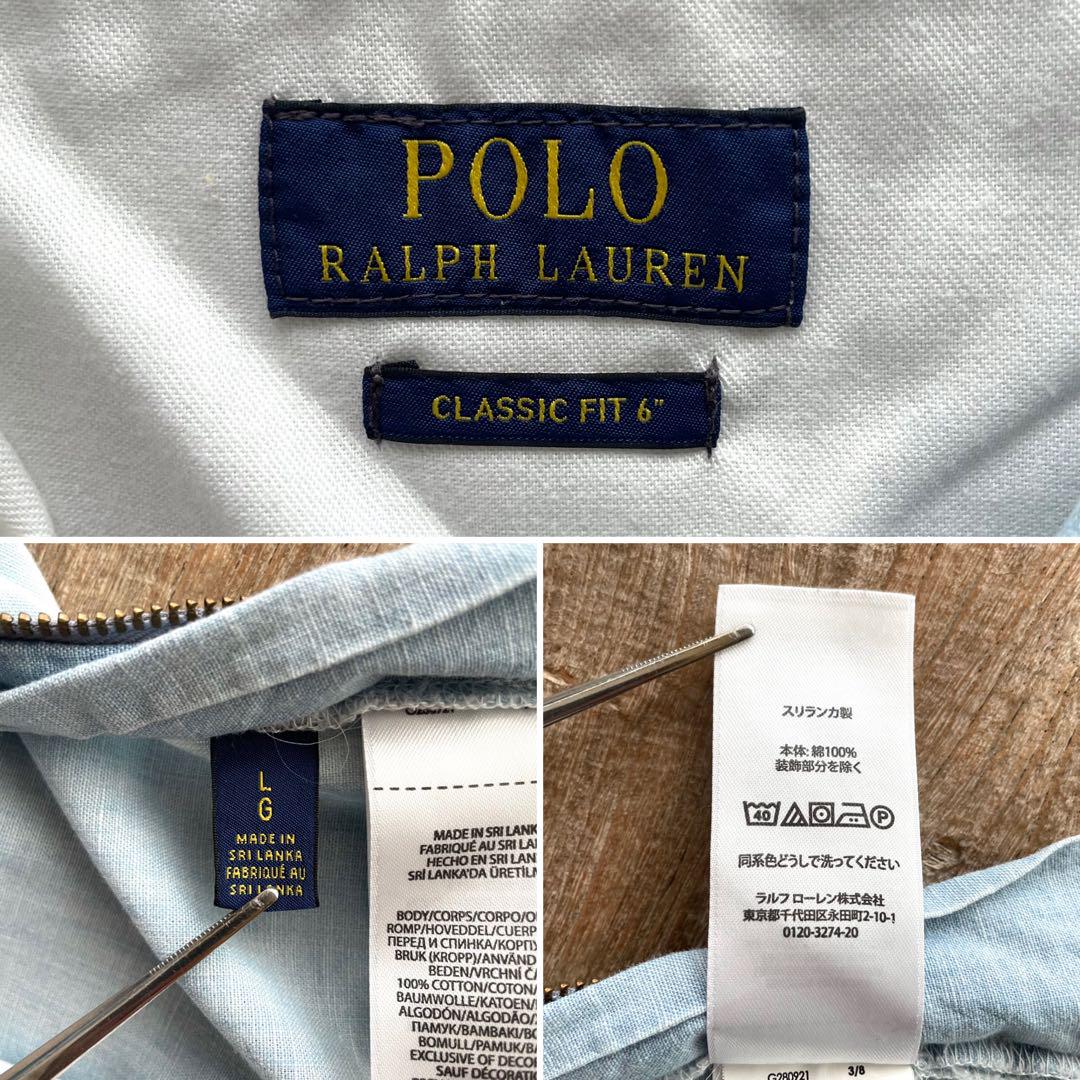 POLO
RALPH LAUREN
CLASSIC FIT 6"
L
G
MADE IN
SRI LANKA
FABRIQUÉ AU
SRI LANKA
MADE IN SRI LANK
FABRIQUÉ AU SRI LA
HECHO EN SRI LAN
SRİ LANKA'DA ÜRETİLM
BODY/CORPS/CORPO/
ROMP/HOVEDDEL/CUERP
ПЕРЕД И СПИНКА/КОРПУ
BRUK (KROPP)/ANVÄND
BEDEN/VRCHNÍ
100% COTTON/COTON/
BAUMWOLLE/KATOEN/
ALGODÓN/ALGODÃO/
ПАМУК/BAMBAKI/
BOMULL/PAMUK/
EXCLUSIVE OF DECOR
SAUF DÉCORAT
スリランカ製
本体: 綿100%
装飾部分を除く
40 P
同系色どうしで洗ってください
ラルフ ローレン株式会社
東京都千代田区永田町2-10-1
0120-3274-20
G280921 3/8